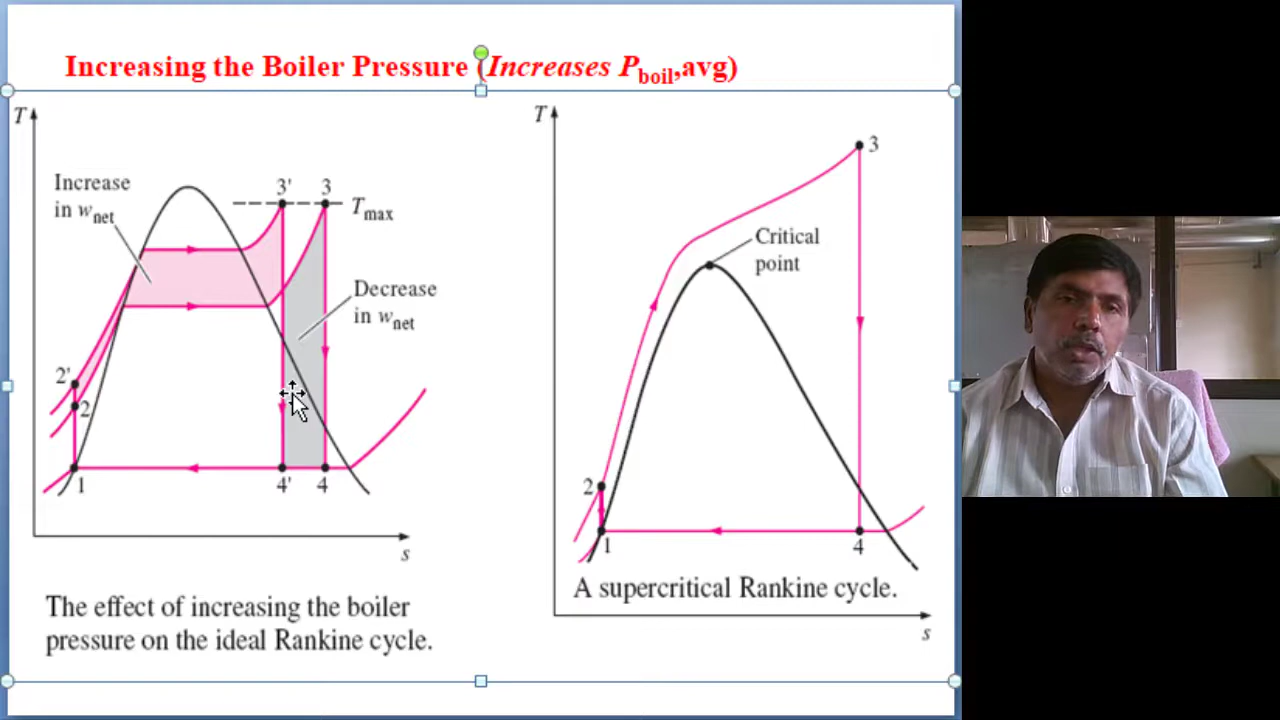 Increasing the Boiler Pressure (Increases Pboil,avg)
T
Increase
in wnet
3'
3
Tmax
Decrease
in wnet
2'
2
1
4'
4
s
The effect of increasing the boiler
pressure on the ideal Rankine cycle.
T
3
Critical
point
2
1
4
A supercritical Rankine cycle.
s